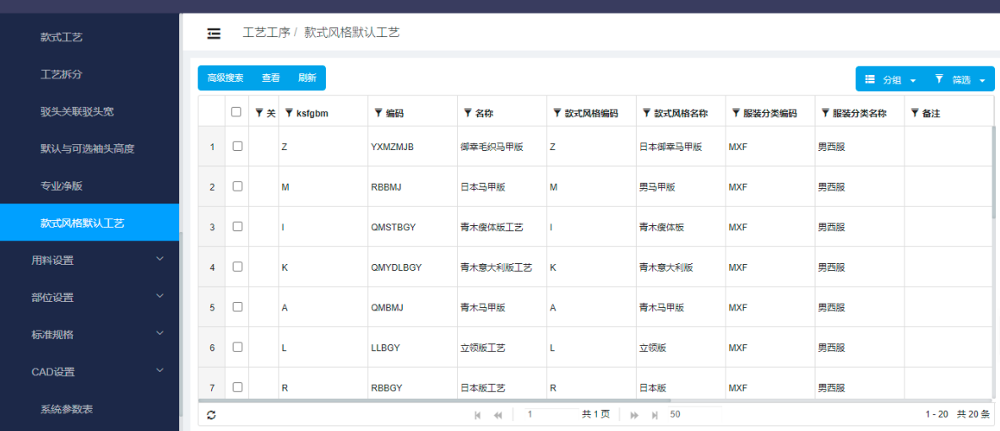 款式工艺
工艺拆分
驳头关联驳头宽
默认与可选袖头高度
专业净版
款式风格默认工艺
用料设置
部位设置
标准规格
CAD设置
系统参数表
工艺工序 / 款式风格默认工艺
高级搜索 查看 刷新
分组 筛选
关 ksfgbm 编码 名称 款式风格编码 款式风格名称 服装分类编码 服装分类名称 备注
1 Z YXMZMJB 御幸毛织马甲版 Z 日本御幸马甲版 MXF 男西服
2 M RBBMJ 日本马甲版 M 男马甲版 MXF 男西服
3 I QMSTBGY 青木瘦体版工艺 I 青木瘦体板 MXF 男西服
4 K QMYDLBGY 青木意大利版工艺 K 青木意大利版 MXF 男西服
5 A QMBMJ 青木马甲版 A 青木马甲版 MXF 男西服
6 L LLBGY 立领版工艺 L 立领版 MXF 男西服
7 R RBBGY 日本版工艺 R 日本版 MXF 男西服
1 共 1 页 50 1 - 20 共 20 条